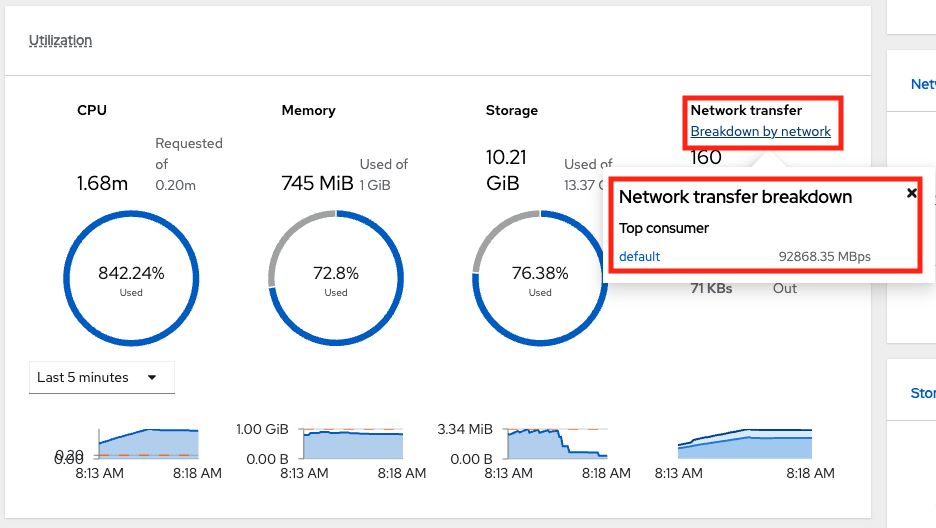 Utilization
CPU
Requested
of
1.68m
0.20m
842.24%
Used
Memory
Used of
745 MiB
1 GiB
72.8%
Used
Storage
10.21
GiB
Used of
13.37
76.38%
Used
Network transfer
Breakdown by network
160
Network transfer breakdown
Top consumer
default 92868.35 MBps
71 KBs Out
Last 5 minutes
0.20
0.00
8:13 AM 8:18 AM
1.00 GiB
0.00 B
8:13 AM 8:18 AM
3.34 MiB
0.00 B
8:13 AM 8:18 AM
8:13 AM 8:18 AM